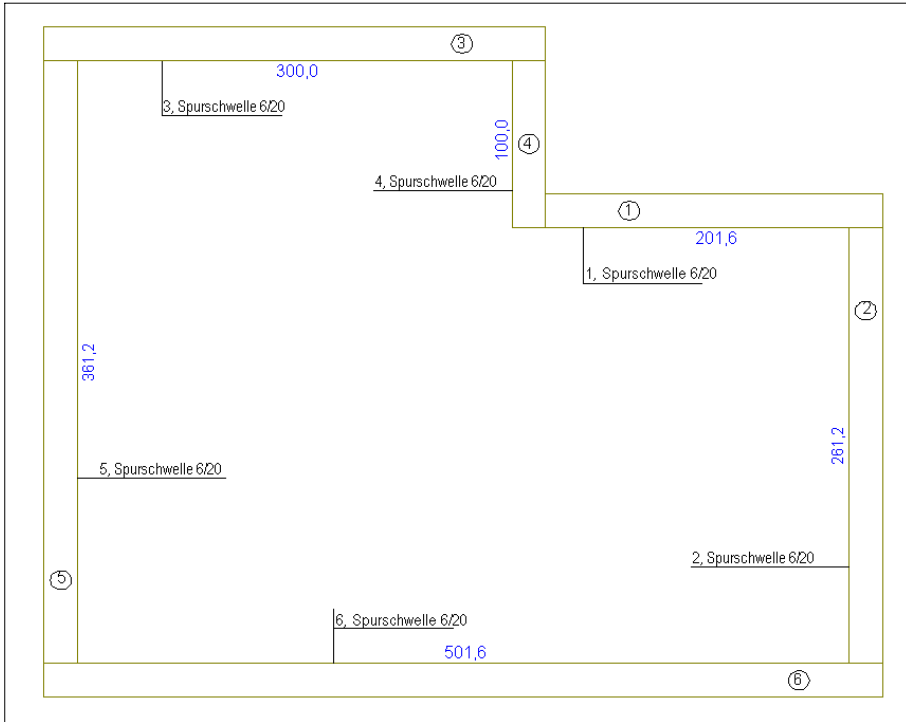 3
300,0
3, Spurschwelle 6/20
100,0
4
4, Spurschwelle 6/20
1
201,6
1, Spurschwelle 6/20
2
361,2
261,2
5, Spurschwelle 6/20
2, Spurschwelle 6/20
5
6, Spurschwelle 6/20
501,6
6